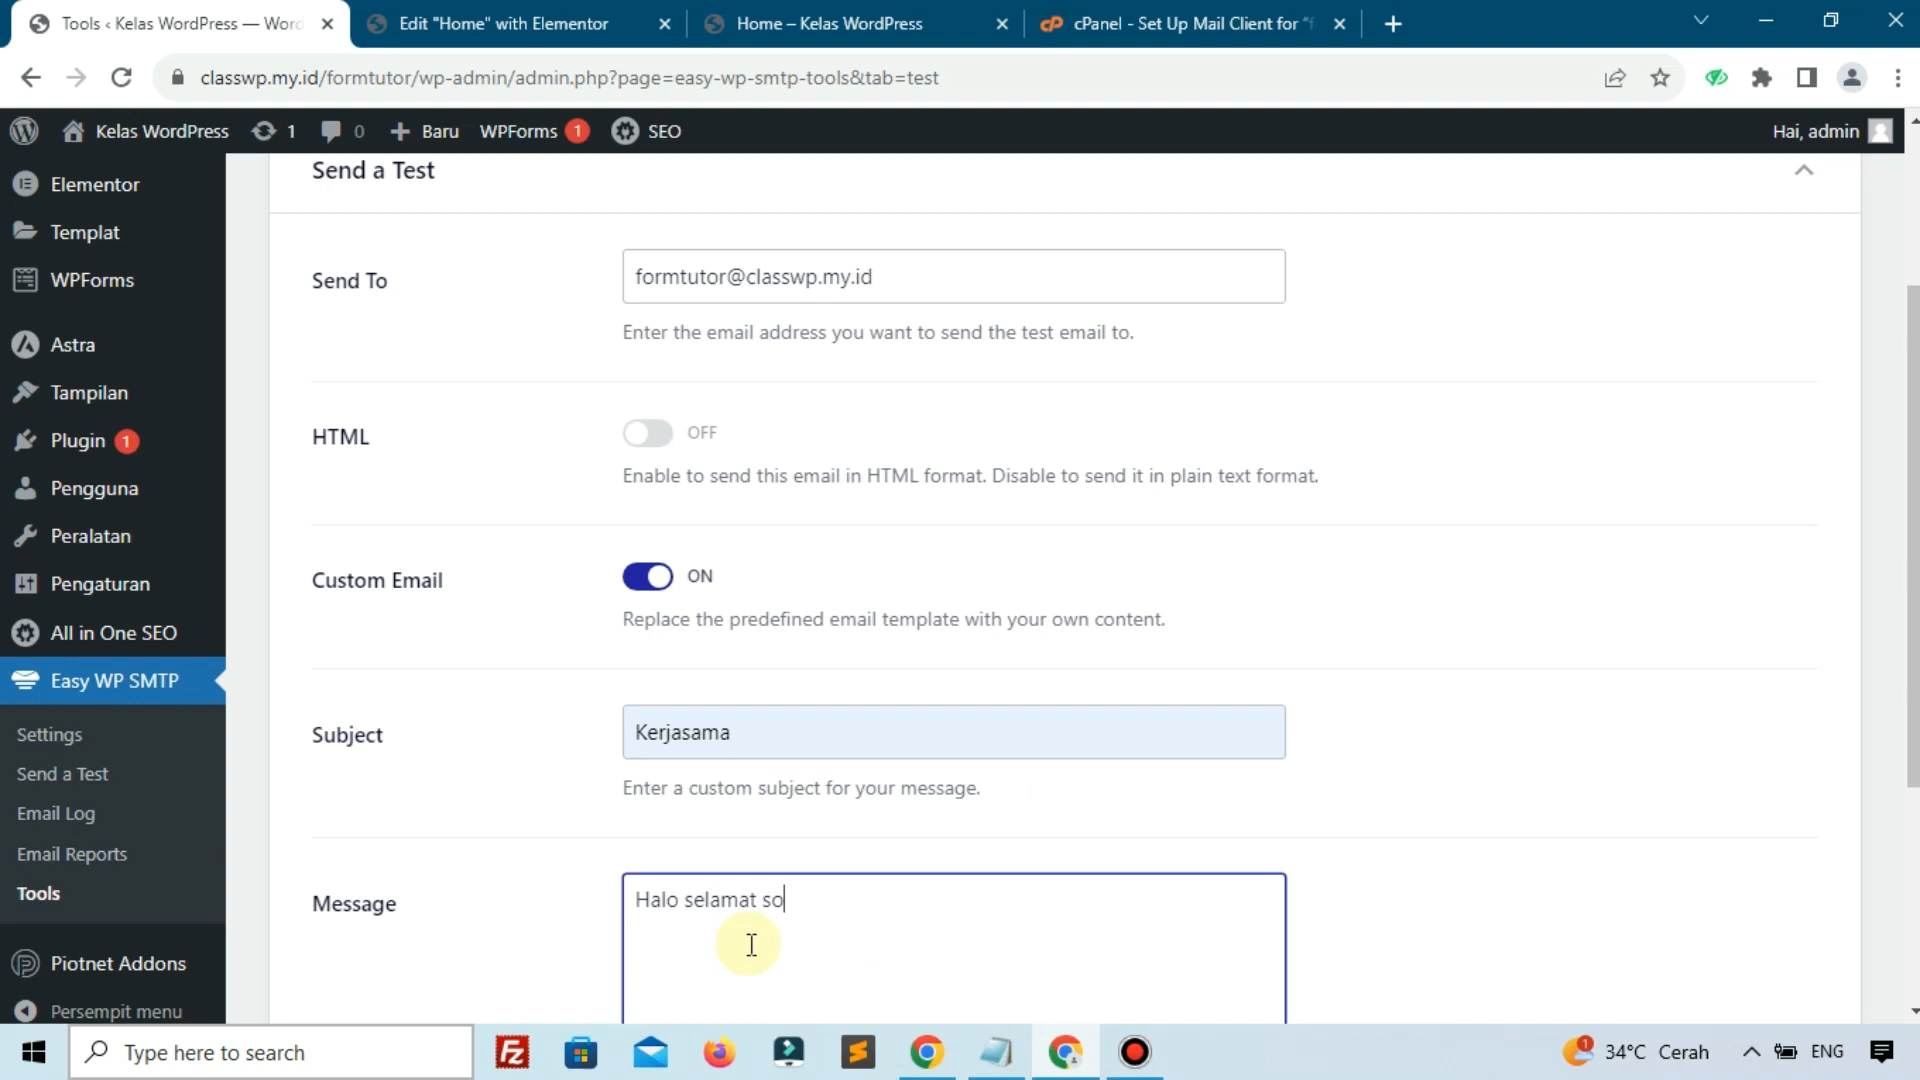 Tools ‹ Kelas WordPress — Word
Edit "Home" with Elementor
Home – Kelas WordPress
cPanel - Set Up Mail Client for “f
classwp.my.id/formtutor/wp-admin/admin.php?page=easy-wp-smtp-tools&tab=test
Kelas WordPress
1
0
Baru
WPForms 1
SEO
Hai, admin
Elementor
Templat
WPForms
Astra
Tampilan
Plugin 1
Pengguna
Peralatan
Pengaturan
All in One SEO
Easy WP SMTP
Settings
Send a Test
Email Log
Email Reports
Tools
Piotnet Addons
Persempit menu
Send a Test
Send To
formtutor@classwp.my.id
Enter the email address you want to send the test email to.
HTML
OFF
Enable to send this email in HTML format. Disable to send it in plain text format.
Custom Email
ON
Replace the predefined email template with your own content.
Subject
Kerjasama
Enter a custom subject for your message.
Message
Halo selamat so
Type here to search
1
34°C Cerah
ENG